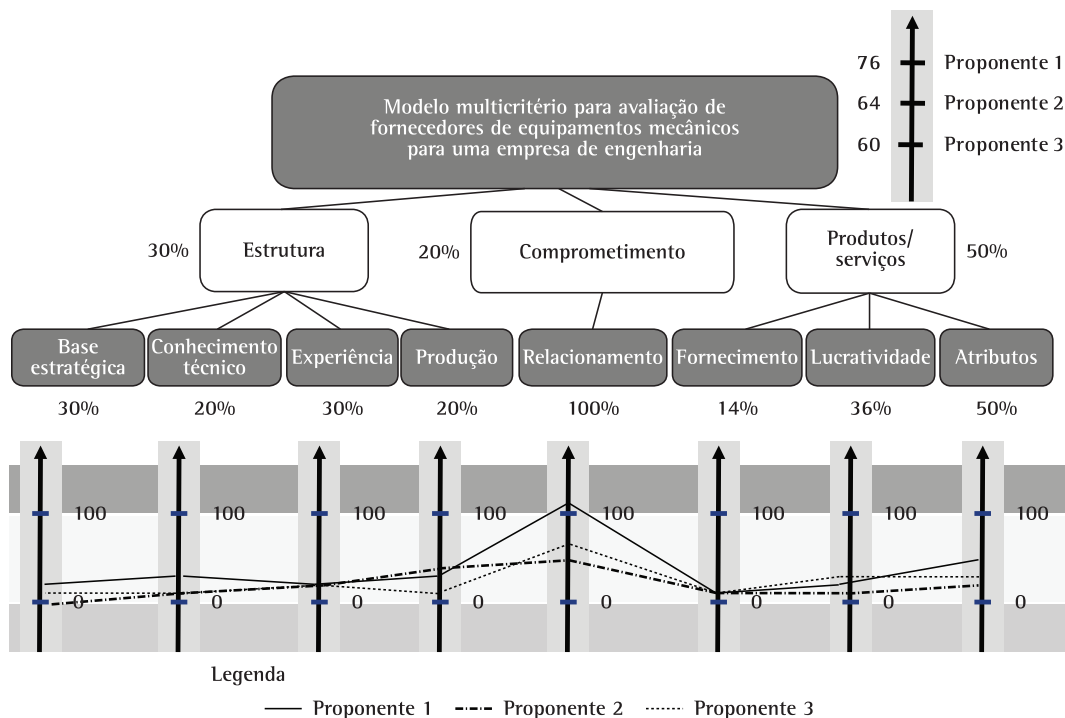 76 Proponente 1
64 Proponente 2
60 Proponente 3
Modelo multicritério para avaliação de
fornecedores de equipamentos mecânicos
para uma empresa de engenharia
30%
Estrutura
20%
Comprometimento
Produtos/
serviços
50%
Base
estratégica
Conhecimento
técnico
Experiência
Produção
Relacionamento
Fornecimento
Lucratividade
Atributos
30% 20% 30% 20% 100% 14% 36% 50%
100 100 100 100 100 100 100 100
0 0 0 0 0 0 0 0
Legenda
Proponente 1 Proponente 2 Proponente 3